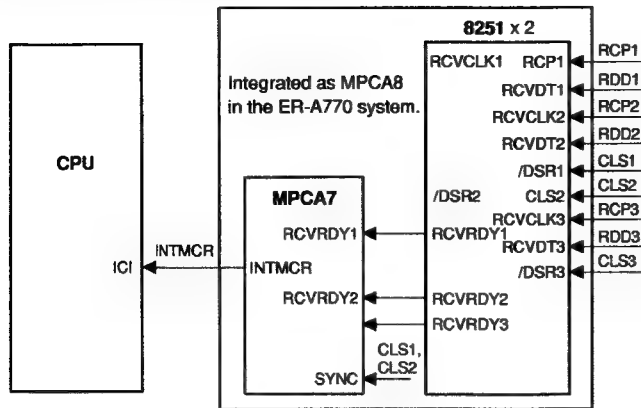 8251 x 2
RCVCLK1 RCP1
RCP1
Integrated as MPCA8
in the ER-A770 system.
RCVDT1
RDD1
RCVCLK2
RCP2
RCVDT2
RDD2
CPU
/DSR1
CLS1
MPCA7
/DSR2 CLS2
CLS2
RCVCLK3
RCP3
RCVRDY1
RCVRDY1
RCVDT3
RDD3
INTMCR
ICI
INTMCR
/DSR3
CLS3
RCVRDY2
RCVRDY2
RCVRDY3
CLS1,
CLS2
SYNC